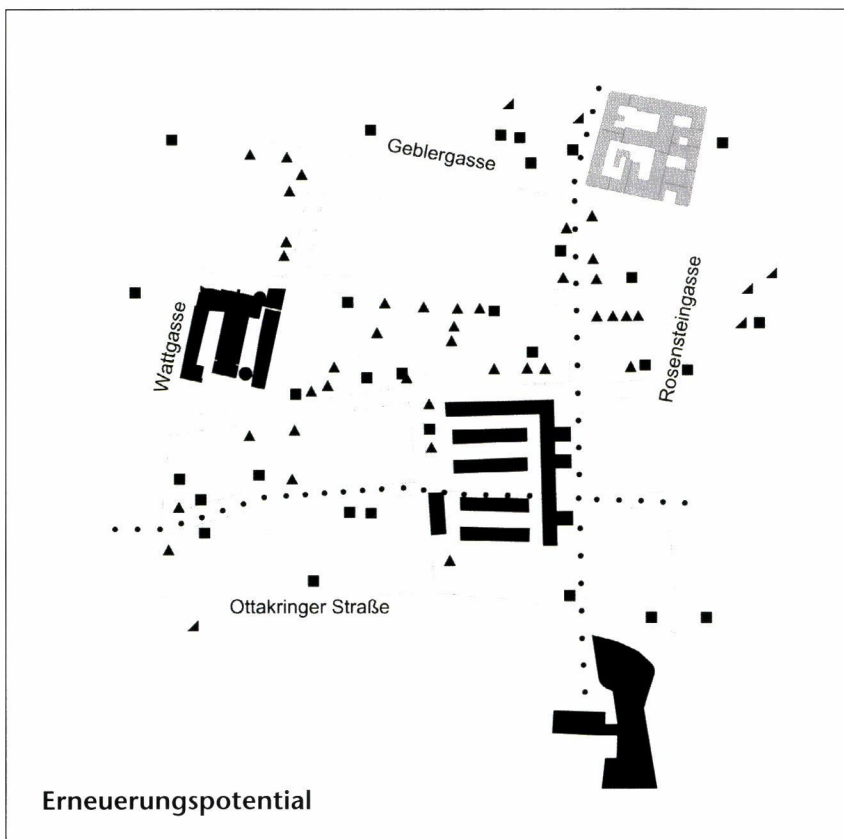 Geblergasse
Wattgasse
Rosensteingasse
Ottakringer Straße
Erneuerungspotential